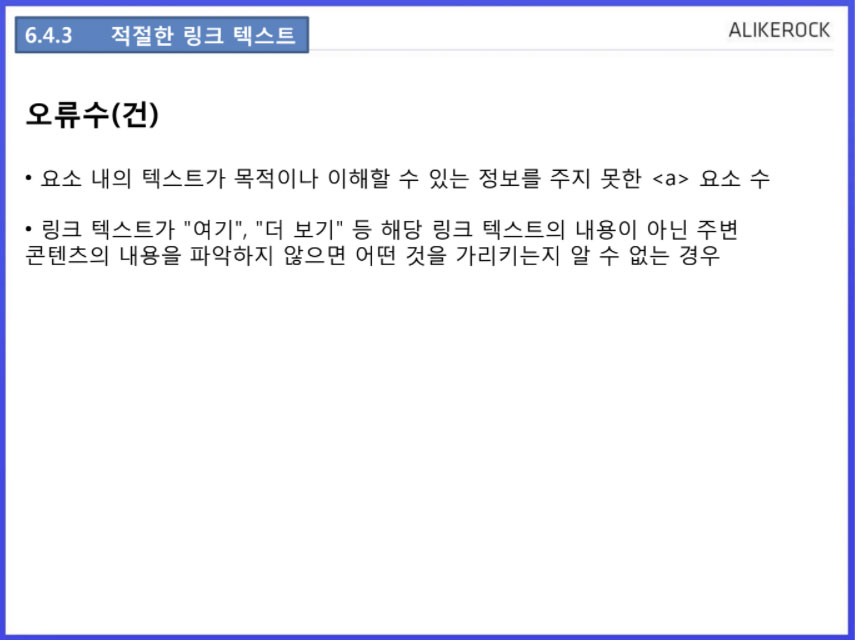 6.4.3 적절한 링크 텍스트
ALIKEROCK
오류수(건)
• 요소 내의 텍스트가 목적이나 이해할 수 있는 정보를 주지 못한 <a> 요소 수
• 링크 텍스트가 "여기", "더 보기" 등 해당 링크 텍스트의 내용이 아닌 주변
콘텐츠의 내용을 파악하지 않으면 어떤 것을 가리키는지 알 수 없는 경우